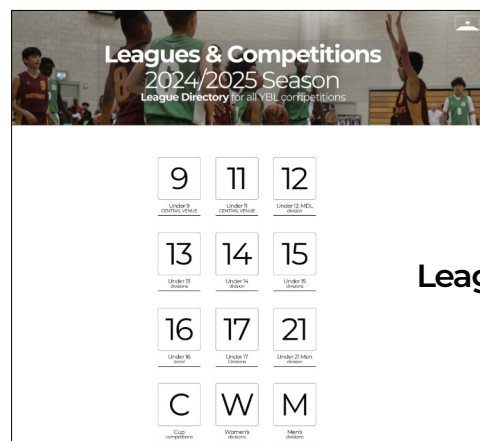 Leagues & Competitions
2024/2025 Season
League Directory for all YBL competitions
9 11 12
Under 9 Under 11 Under 12: MDL
CENTRAL VENUE CENTRAL VENUE division
13 14 15
Under 13 Under 14 Under 15
divisions division divisions
Leag
16 17 21
Under 16 Under 17 Under 21 Men
Divisions division
C W M
Cup Women's Men's
competitions divisions divisions